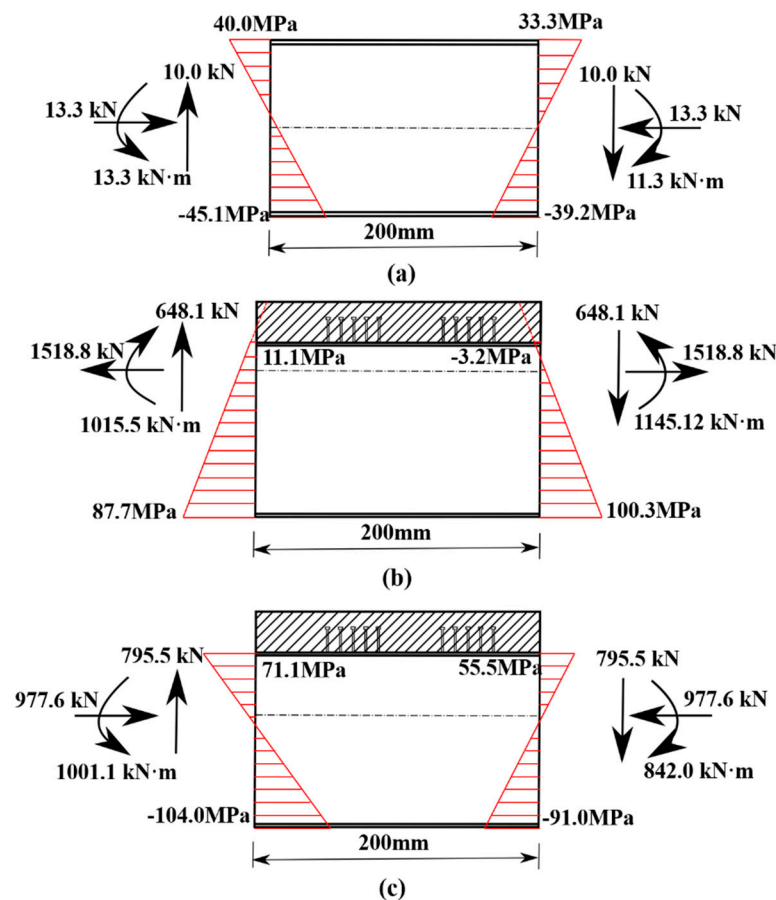 40.0MPa
33.3MPa
10.0 kN
10.0 kN
13.3 kN
13.3 kN
13.3 kN·m
11.3 kN·m
-45.1MPa
-39.2MPa
200mm
(a)
648.1 kN
648.1 kN
1518.8 kN
11.1MPa
-3.2MPa
1518.8 kN
1015.5 kN·m
1145.12 kN·m
87.7MPa
100.3MPa
200mm
(b)
795.5 kN
71.1MPa
55.5MPa
795.5 kN
977.6 kN
977.6 kN
1001.1 kN·m
842.0 kN·m
-104.0MPa
-91.0MPa
200mm
(c)